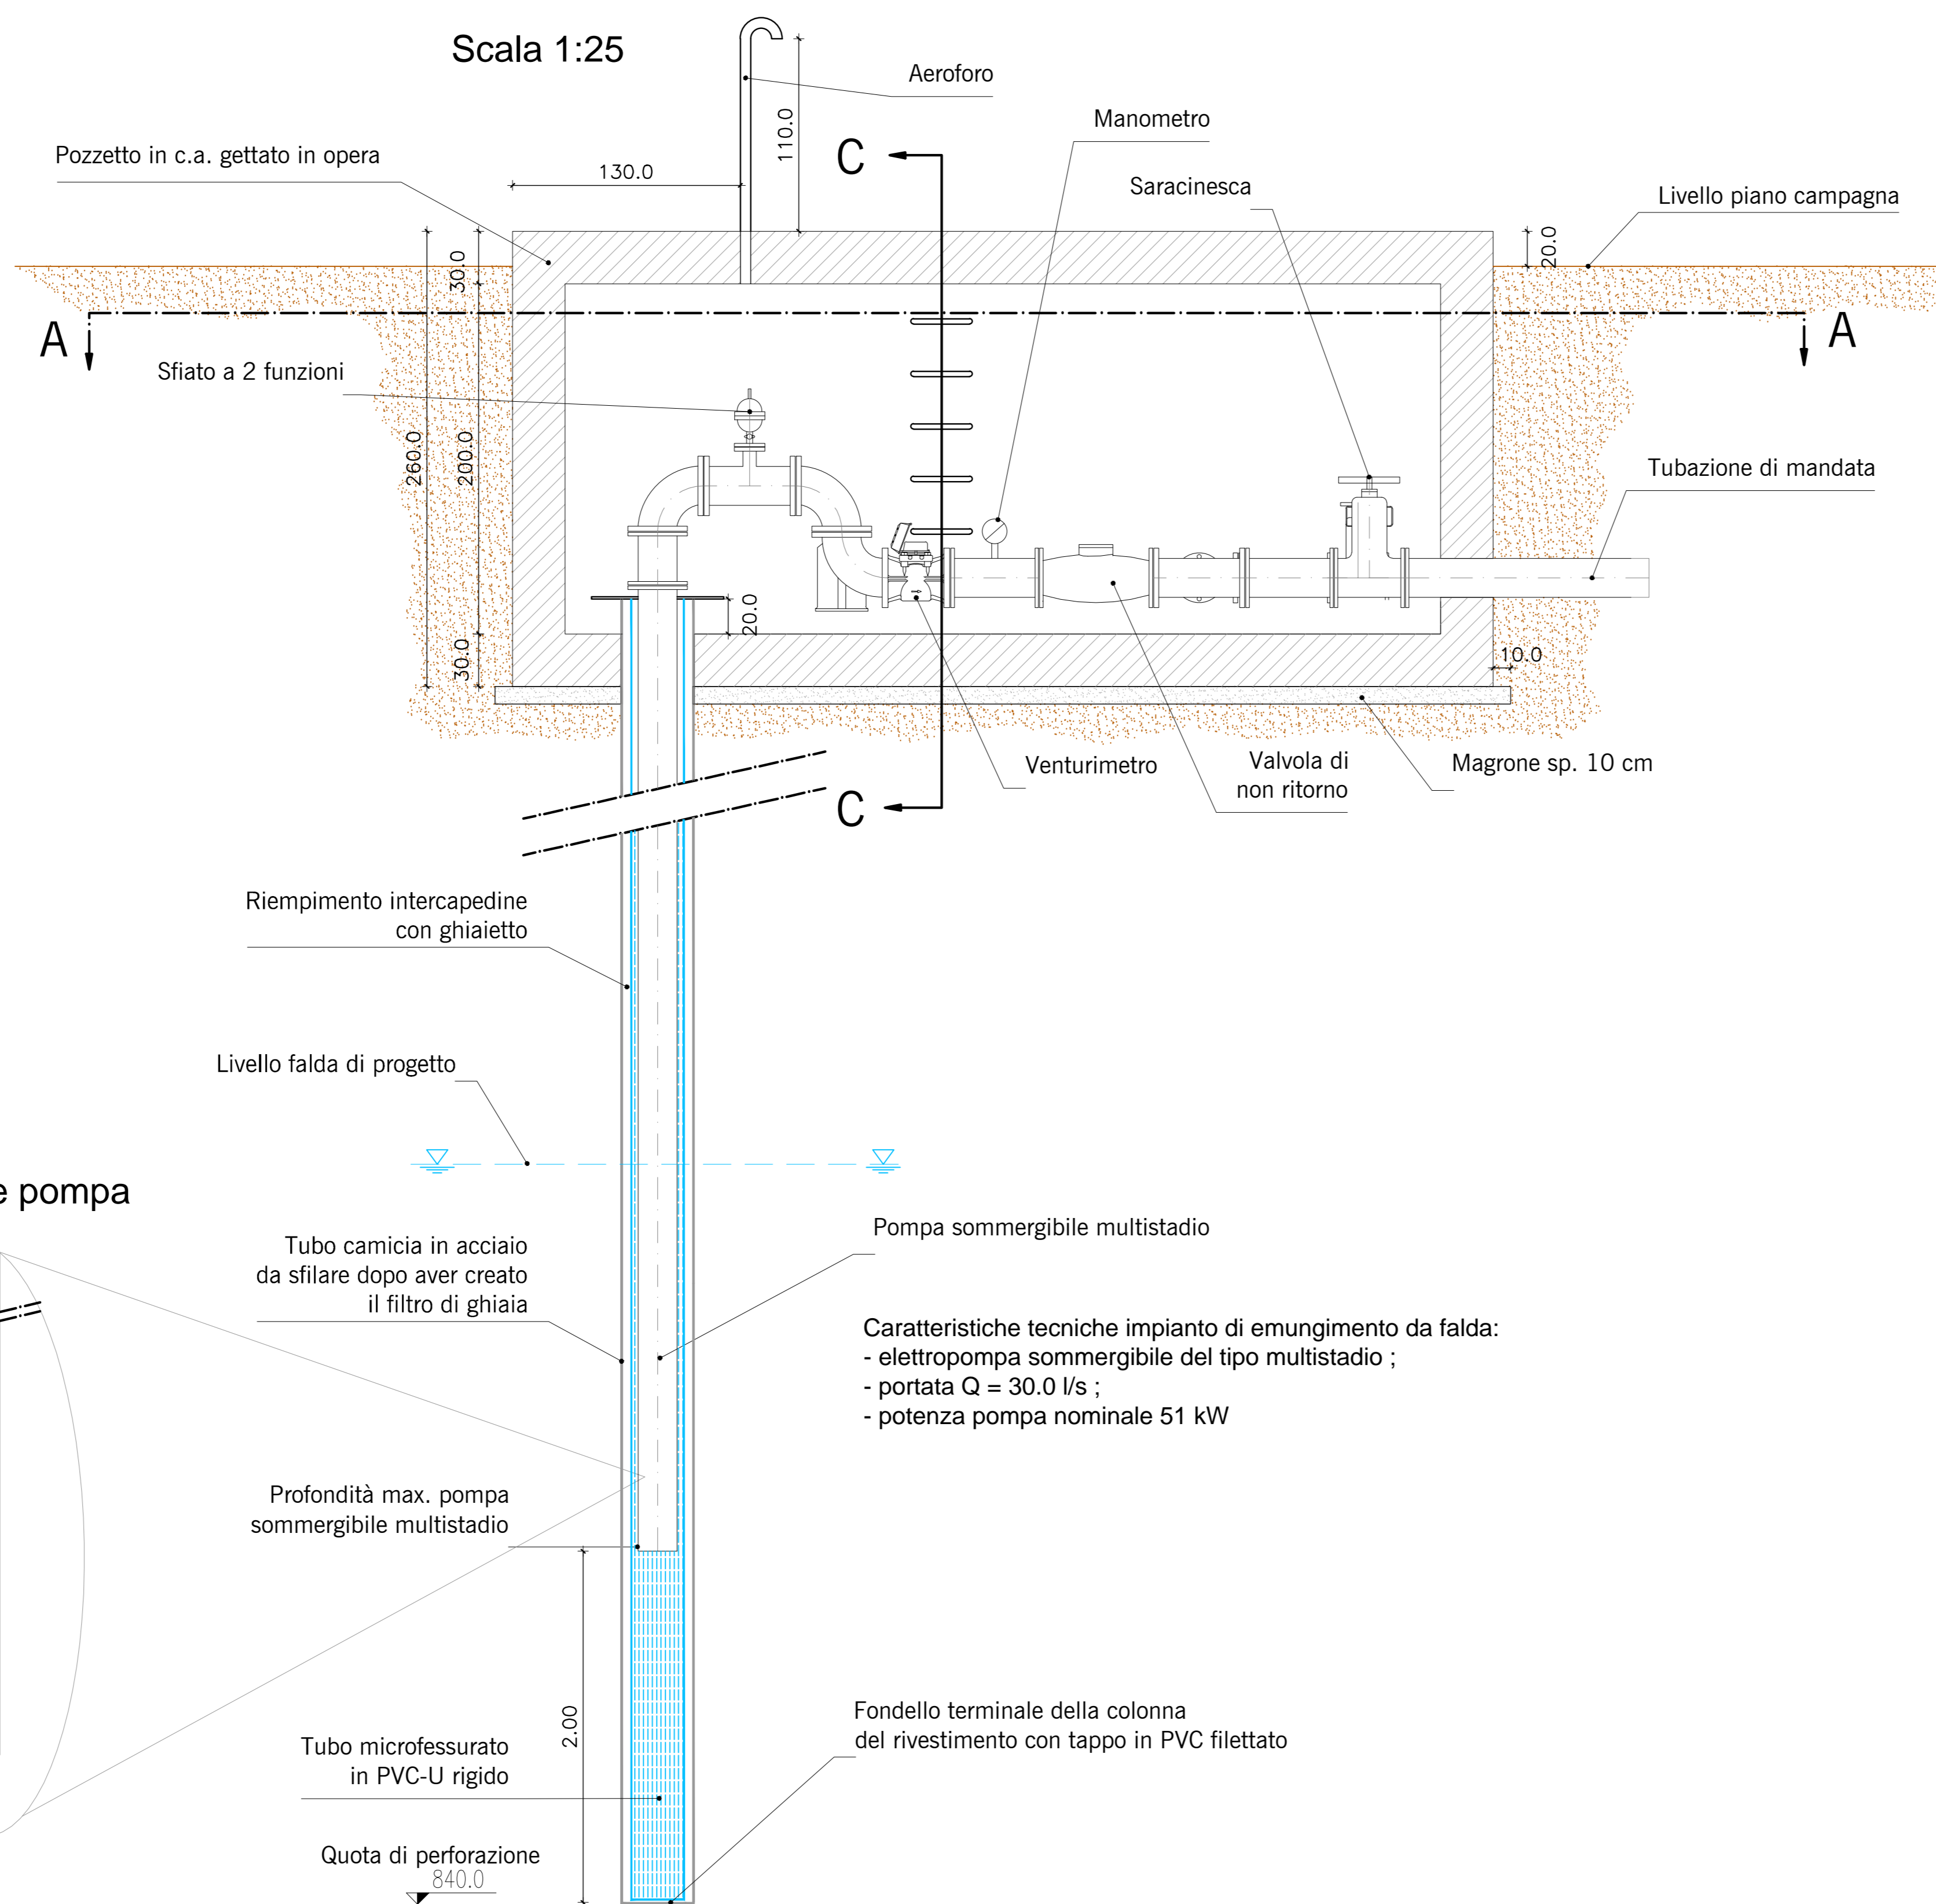 Scala 1:25
Aeroforo
Manometro
Pozzetto in c.a. gettato in opera
110.0
C
130.0
Saracinesca
Livello piano campagna
20.0
30.0
A
A
Sfiato a 2 funzioni
260.0
200.0
Tubazione di mandata
20.0
30.0
10.0
Venturimetro
Valvola di
non ritorno
Magrone sp. 10 cm
C
Riempimento intercapedine
con ghiaietto
Livello falda di progetto
e pompa
Pompa sommergibile multistadio
Tubo camicia in acciaio
da sfilare dopo aver creato
il filtro di ghiaia
Caratteristiche tecniche impianto di emungimento da falda:
- elettropompa sommergibile del tipo multistadio ;
- portata Q = 30.0 l/s ;
- potenza pompa nominale 51 kW
Profondità max. pompa
sommergibile multistadio
2.00
Fondello terminale della colonna
del rivestimento con tappo in PVC filettato
Tubo microfessurato
in PVC-U rigido
Quota di perforazione
840.0